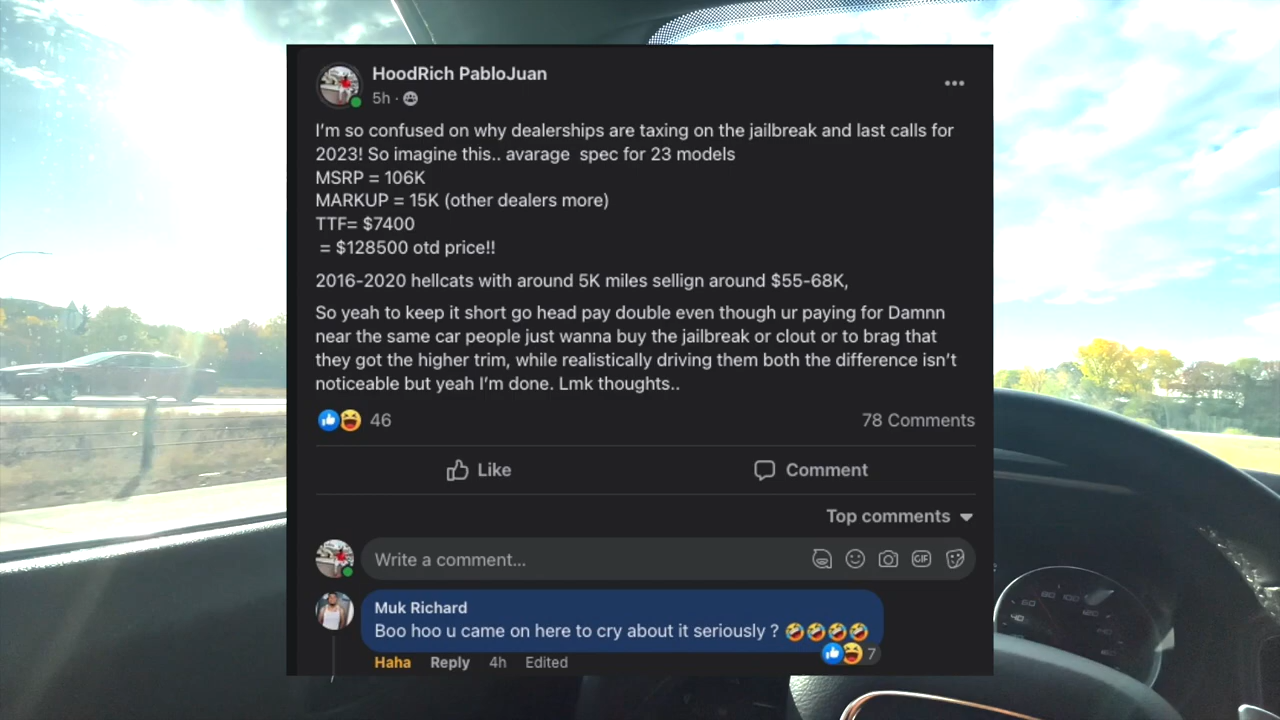 HoodRich PabloJuan
5h ·
I'm so confused on why dealerships are taxing on the jailbreak and last calls for
2023! So imagine this.. avarage spec for 23 models
MSRP = 106K
MARKUP = 15K (other dealers more)
TTF= $7400
= $128500 otd price!!
2016-2020 hellcats with around 5K miles sellign around $55-68K,
So yeah to keep it short go head pay double even though ur paying for Damnn
near the same car people just wanna buy the jailbreak or clout or to brag that
they got the higher trim, while realistically driving them both the difference isn't
noticeable but yeah I'm done. Lmk thoughts..
46 78 Comments
Like Comment
Top comments
Write a comment...
GIF
Muk Richard
Boo hoo u came on here to cry about it seriously ? 🤣🤣🤣🤣
7
Haha Reply 4h Edited
60 80 100